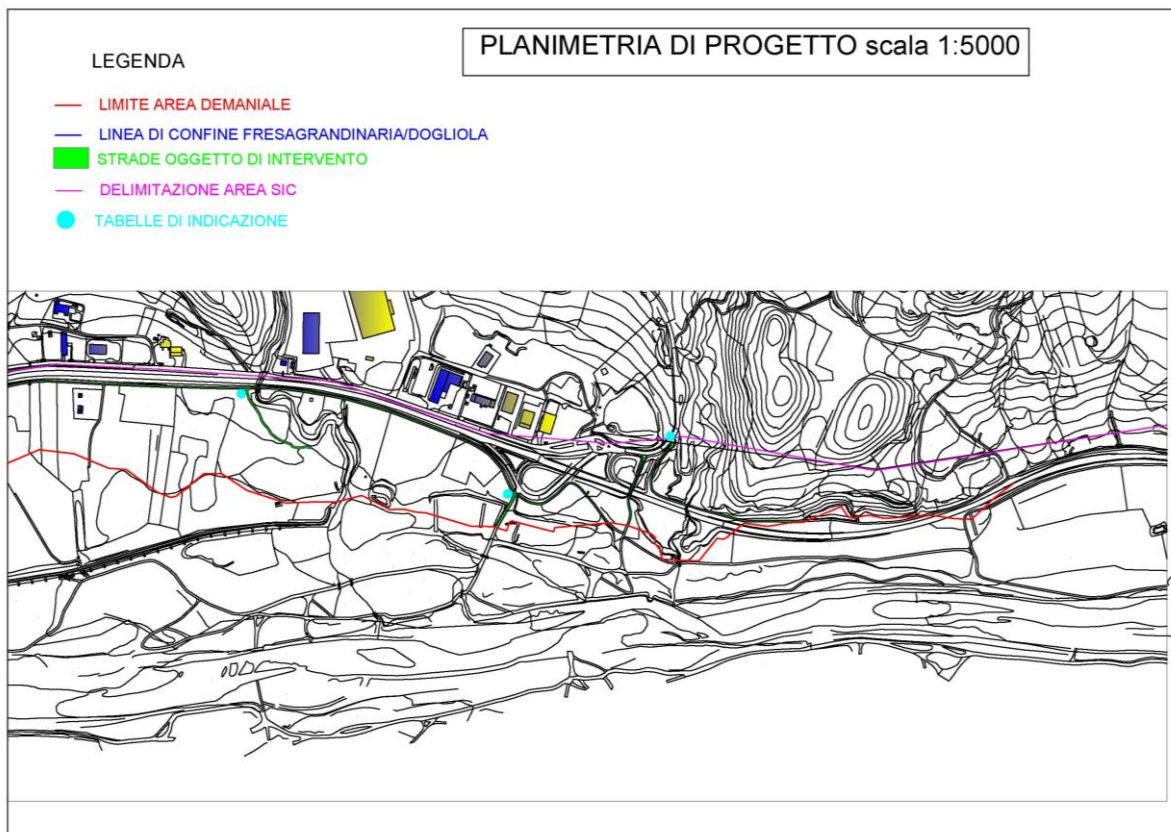 PLANIMETRIA DI PROGETTO scala 1:5000
LEGENDA
LIMITE AREA DEMANIALE
LINEA DI CONFINE FRESAGRANDINARIA/DOGLIOLA
STRADE OGGETTO DI INTERVENTO
DELIMITAZIONE AREA SIC
TABELLE DI INDICAZIONE